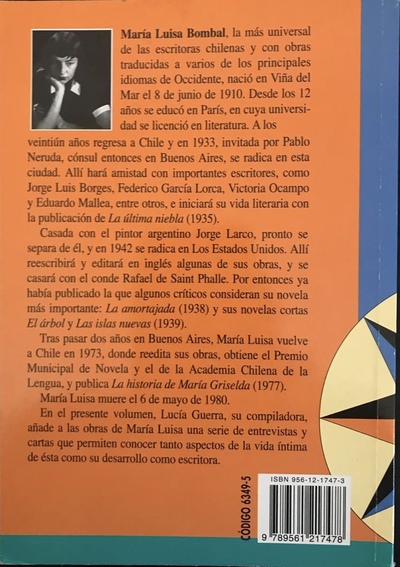 María Luisa Bombal, la más universal
de las escritoras chilenas y con obras
traducidas a varios de los principales
idiomas de Occidente, nació en Viña del
Mar el 8 de junio de 1910. Desde los 12
años se educó en París, en cuya universi-
dad se licenció en literatura. A los
veintiún años regresa a Chile y en 1933, invitada por Pablo
Neruda, cónsul entonces en Buenos Aires, se radica en esta
ciudad. Allí hará amistad con importantes escritores, como
Jorge Luis Borges, Federico García Lorca, Victoria Ocampo
y Eduardo Mallea, entre otros, e iniciará su vida literaria con
la publicación de La última niebla (1935).
Casada con el pintor argentino Jorge Larco, pronto se
separa de él, y en 1942 se radica en Los Estados Unidos. Allí
reescribirá y editará en inglés algunas de sus obras, y se
casará con el conde Rafael de Saint Phalle. Por entonces ya
había publicado la que algunos críticos consideran su novela
más importante: La amortajada (1938) y sus novelas cortas
El árbol y Las islas nuevas (1939).
Tras pasar dos años en Buenos Aires, María Luisa vuelve
a Chile en 1973, donde reedita sus obras, obtiene el Premio
Municipal de Novela y el de la Academia Chilena de la
Lengua, y publica La historia de María Griselda (1977).
María Luisa muere el 6 de mayo de 1980.
En el presente volumen, Lucía Guerra, su compiladora,
añade a las obras de María Luisa una serie de entrevistas y
cartas que permiten conocer tanto aspectos de la vida íntima
de ésta como su desarrollo como escritora.
CÓDIGO 6349-5
ISBN 956-12-1747-3
9 789561 217478